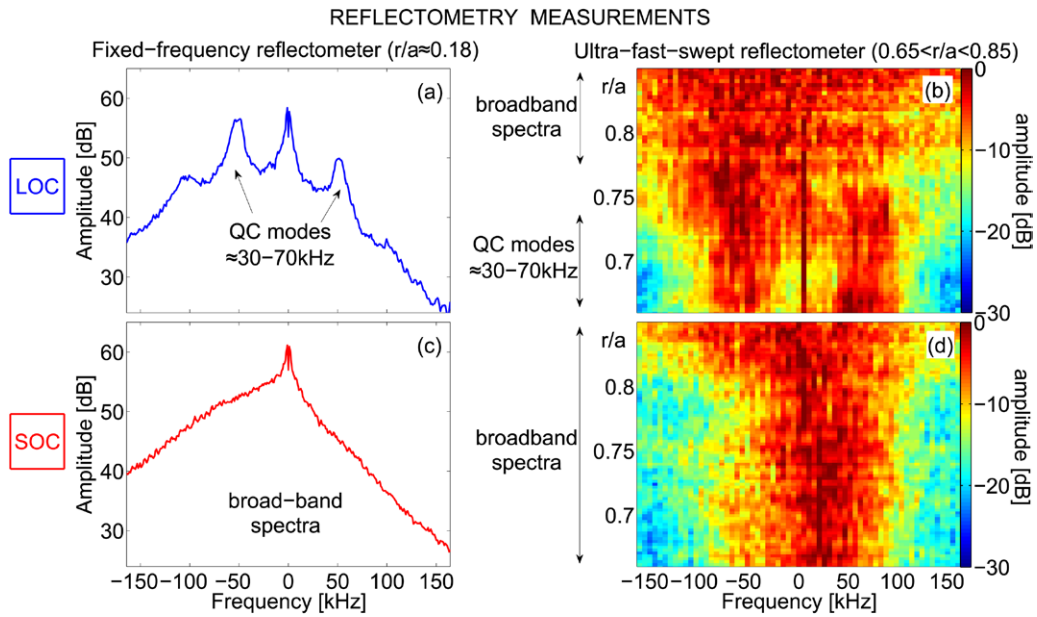 REFLECTOMETRY MEASUREMENTS
Fixed−frequency reflectometer (r/a≈0.18)
Ultra−fast−swept reflectometer (0.65<r/a<0.85)
LOC
Amplitude [dB]
60
50
40
30
(a)
QC modes
≈30−70kHz
broadband
spectra
QC modes
≈30−70kHz
r/a
0.8
0.75
0.7
(b)
0
−10
−20
−30
amplitude [dB]
SOC
Amplitude [dB]
60
50
40
30
(c)
broad−band
spectra
−150 −100 −50 0 50 100 150
Frequency [kHz]
broadband
spectra
r/a
0.8
0.75
0.7
(d)
−150 −100 −50 0 50 100 150
Frequency [kHz]
0
−10
−20
−30
amplitude [dB]